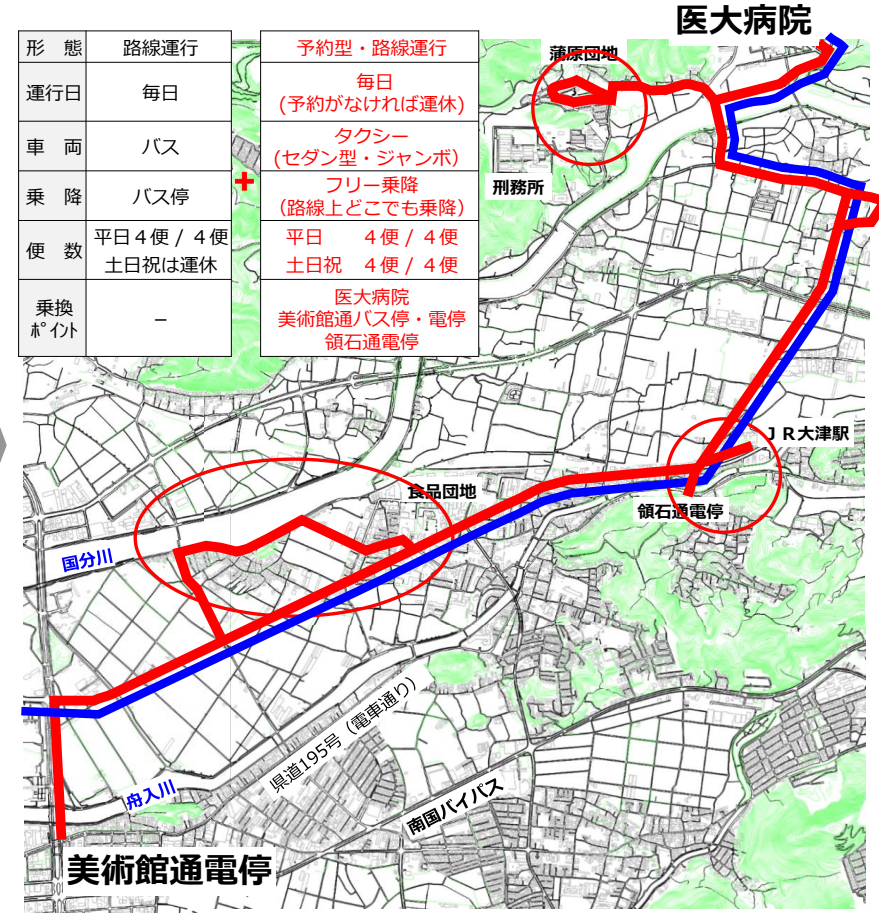 医大病院
形 態 路線運行 予約型・路線運行
運行日 毎日 毎日
(予約がなければ運休)
車 両 バス タクシー
(セダン型・ジャンボ)
乗 降 バス停 フリー乗降
(路線上どこでも乗降)
便 数 平日４便 / ４便 平日 ４便 / ４便
土日祝は運休 土日祝 ４便 / ４便
乗換
ﾎﾟｲﾝﾄ － 医大病院
美術館通バス停・電停
領石通電停
+
蒲原団地
刑務所
ＪＲ大津駅
食品団地
領石通電停
国分川
県道195号（電車通り）
舟入川
南国バイパス
美術館通電停